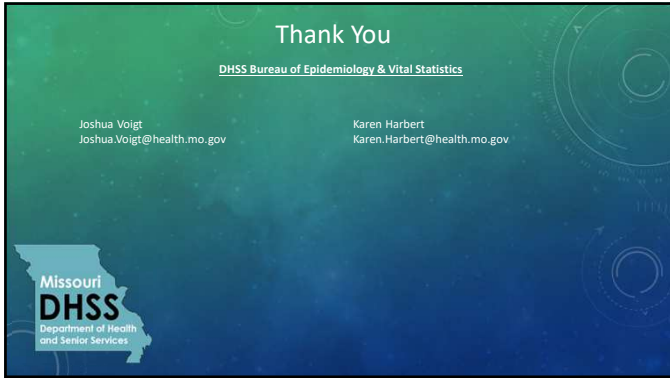 Thank You
DHSS Bureau of Epidemiology & Vital Statistics
Joshua Voigt
Joshua.Voigt@health.mo.gov
Karen Harbert
Karen.Harbert@health.mo.gov
Missouri
DHSS
Department of Health
and Senior Services